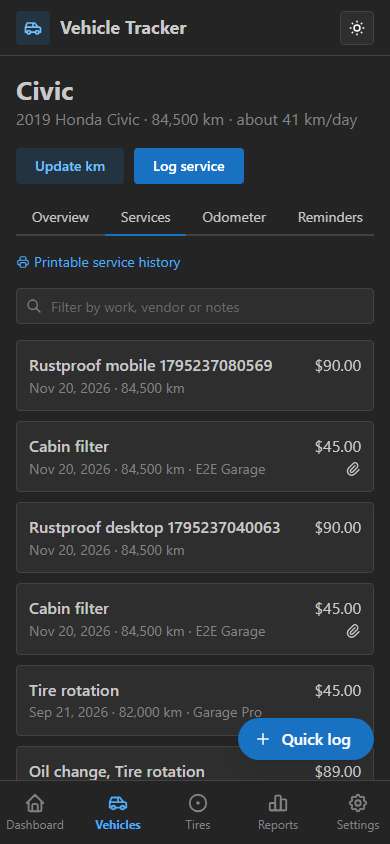 Vehicle Tracker
Civic
2019 Honda Civic · 84,500 km · about 41 km/day
Update km
Log service
Overview
Services
Odometer
Reminders
Printable service history
Filter by work, vendor or notes
Rustproof mobile 1795237080569
$90.00
Nov 20, 2026 · 84,500 km
Cabin filter
$45.00
Nov 20, 2026 · 84,500 km · E2E Garage
Rustproof desktop 1795237040063
$90.00
Nov 20, 2026 · 84,500 km
Cabin filter
$45.00
Nov 20, 2026 · 84,500 km · E2E Garage
Tire rotation
$45.00
Sep 21, 2026 · 82,000 km · Garage Pro
Quick log
Oil change, Tire rotation
$89.00
Dashboard
Vehicles
Tires
Reports
Settings